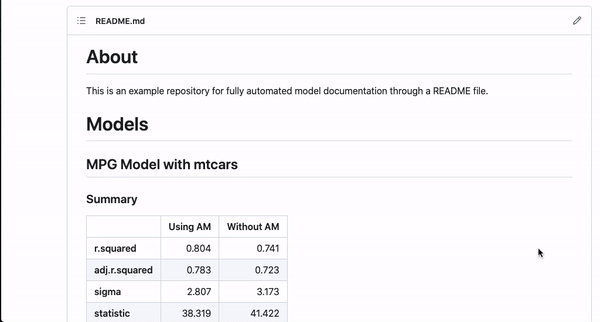 README.md
About
This is an example repository for fully automated model documentation through a README file.
Models
MPG Model with mtcars
Summary
Using AM Without AM
r.squared 0.804 0.741
adj.r.squared 0.783 0.723
sigma 2.807 3.173
statistic 38.319 41.422